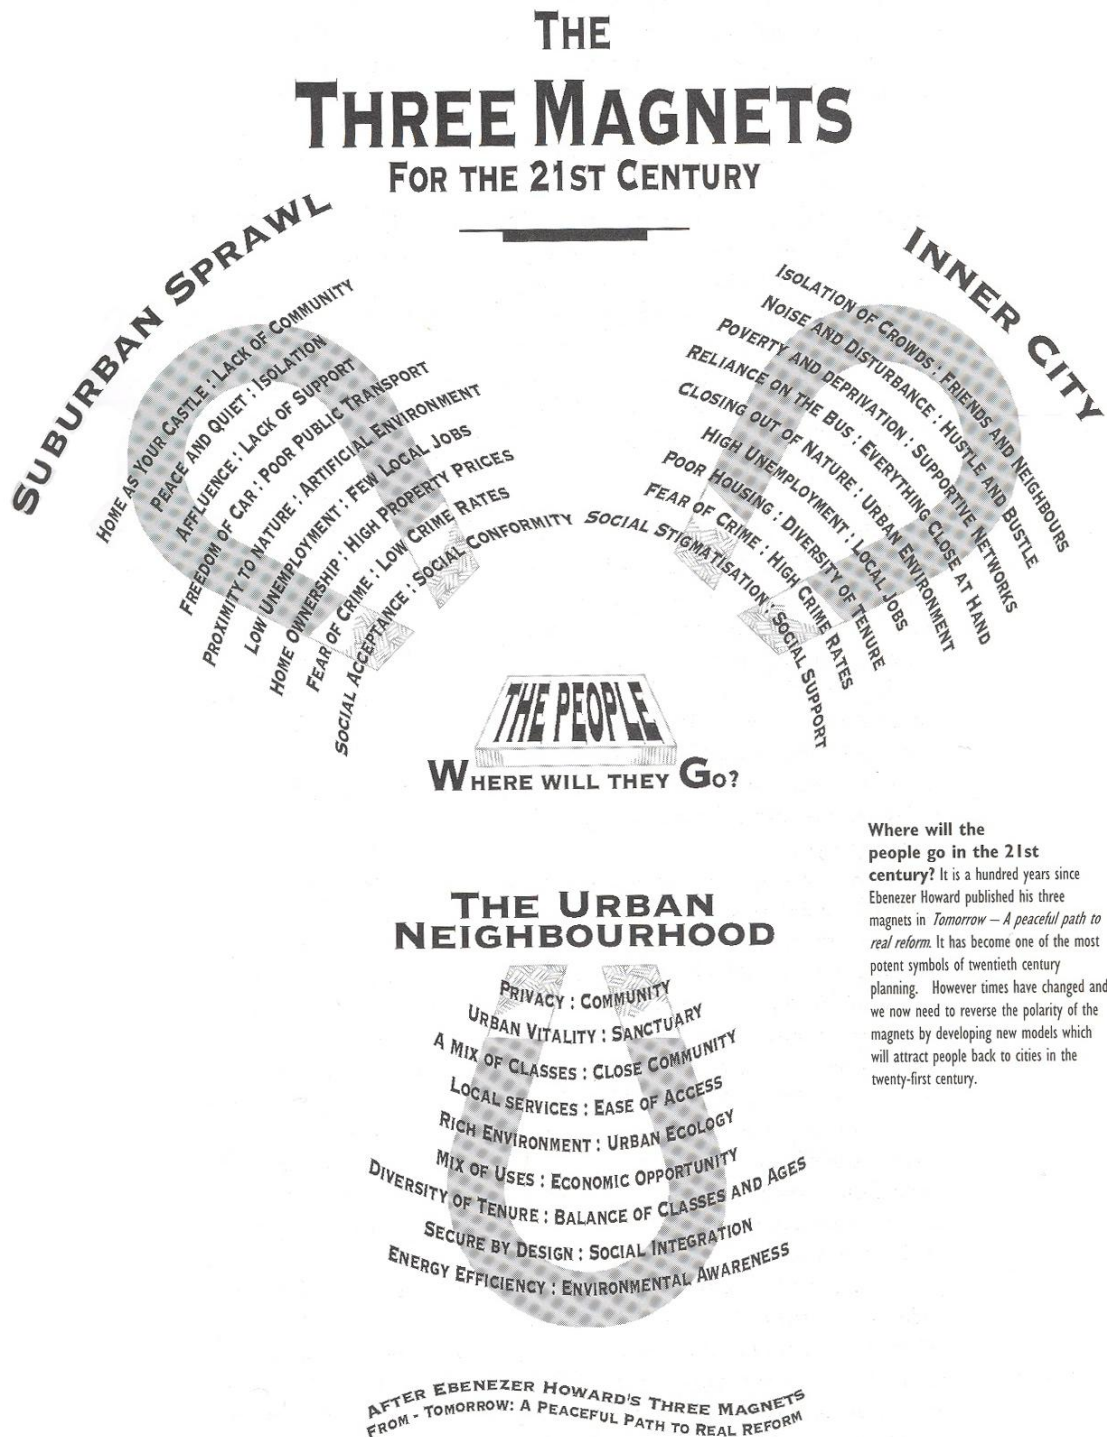 THE
THREE MAGNETS
FOR THE 21ST CENTURY
SUBURBAN SPRAWL
HOME AS YOUR CASTLE : LACK OF COMMUNITY
PEACE AND QUIET : ISOLATION
AFFLUENCE : LACK OF SUPPORT
FREEDOM OF CAR : POOR PUBLIC TRANSPORT
PROXIMITY TO NATURE : ARTIFICIAL ENVIRONMENT
LOW UNEMPLOYMENT : FEW LOCAL JOBS
HOME OWNERSHIP : HIGH PROPERTY PRICES
FEAR OF CRIME : LOW CRIME RATES
SOCIAL ACCEPTANCE : SOCIAL CONFORMITY
INNER CITY
ISOLATION OF CROWDS : FRIENDS AND NEIGHBOURS
NOISE AND DISTURBANCE : HUSTLE AND BUSTLE
POVERTY AND DEPRIVATION : SUPPORTIVE NETWORKS
RELIANCE ON THE BUS : EVERYTHING CLOSE AT HAND
CLOSING OUT OF NATURE : URBAN ENVIRONMENT
HIGH UNEMPLOYMENT : LOCAL JOBS
POOR HOUSING : DIVERSITY OF TENURE
FEAR OF CRIME : HIGH CRIME RATES
SOCIAL STIGMATISATION : SOCIAL SUPPORT
THE PEOPLE
WHERE WILL THEY GO?
Where will the
people go in the 21st
century? It is a hundred years since
Ebenezer Howard published his three
magnets in Tomorrow – A peaceful path to
real reform. It has become one of the most
potent symbols of twentieth century
planning. However times have changed and
we now need to reverse the polarity of the
magnets by developing new models which
will attract people back to cities in the
twenty-first century.
THE URBAN
NEIGHBOURHOOD
PRIVACY : COMMUNITY
URBAN VITALITY : SANCTUARY
A MIX OF CLASSES : CLOSE COMMUNITY
LOCAL SERVICES : EASE OF ACCESS
RICH ENVIRONMENT : URBAN ECOLOGY
MIX OF USES : ECONOMIC OPPORTUNITY
DIVERSITY OF TENURE : BALANCE OF CLASSES AND AGES
SECURE BY DESIGN : SOCIAL INTEGRATION
ENERGY EFFICIENCY : ENVIRONMENTAL AWARENESS
AFTER EBENEZER HOWARD'S THREE MAGNETS
FROM - TOMORROW: A PEACEFUL PATH TO REAL REFORM